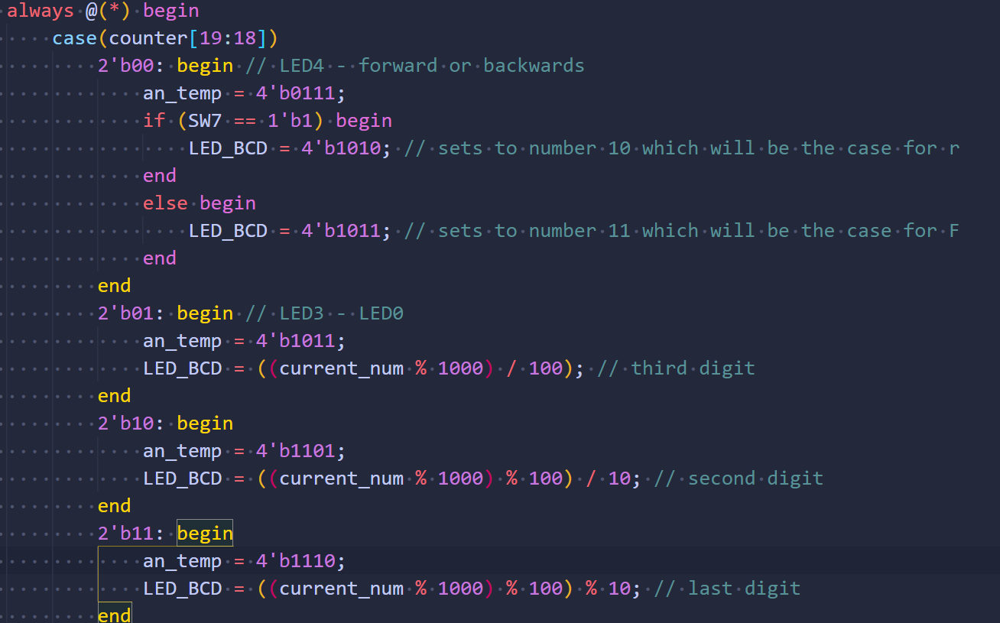 always @(*) begin
    case(counter[19:18])
        2'b00: begin // LED4 - forward or backwards
            an_temp = 4'b0111;
            if (SW7 == 1'b1) begin
                LED_BCD = 4'b1010; // sets to number 10 which will be the case for r
            end
            else begin
                LED_BCD = 4'b1011; // sets to number 11 which will be the case for F
            end
        end
        2'b01: begin // LED3 - LED0
            an_temp = 4'b1011;
            LED_BCD = ((current_num % 1000) / 100); // third digit
        end
        2'b10: begin
            an_temp = 4'b1101;
            LED_BCD = ((current_num % 1000) % 100) / 10; // second digit
        end
        2'b11: begin
            an_temp = 4'b1110;
            LED_BCD = ((current_num % 1000) % 100) % 10; // last digit
        end